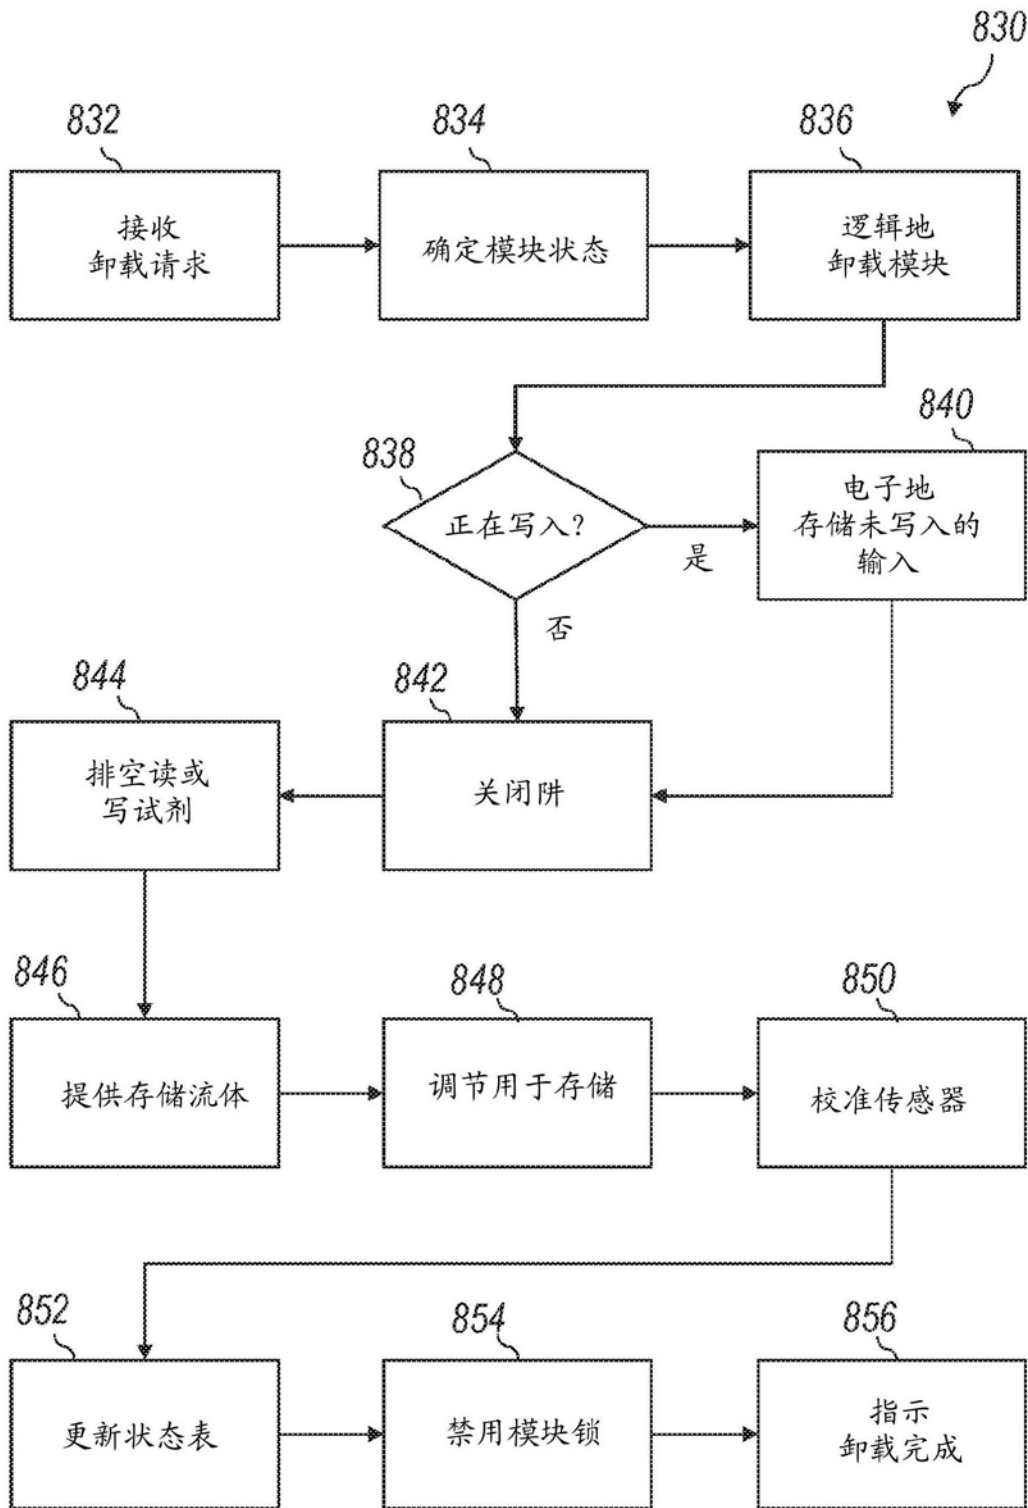 830
832
接收
卸载请求
834
确定模块状态
836
逻辑地
卸载模块
838
正在写入?
是
否
840
电子地
存储未写入的
输入
842
关闭阱
844
排空读或
写试剂
846
提供存储流体
848
调节用于存储
850
校准传感器
852
更新状态表
854
禁用模块锁
856
指示
卸载完成